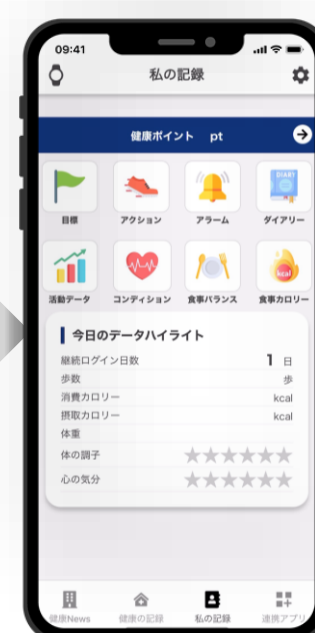 09:41
私の記録
健康ポイント pt
目標 アクション アラーム ダイアリー
DIARY
kcal
活動データ コンディション 食事バランス 食事カロリー
今日のデータハイライト
継続ログイン日数 1 日
歩数 歩
消費カロリー kcal
摂取カロリー kcal
体重
体の調子
心の気分
健康News 健康の記録 私の記録 連携アプリ